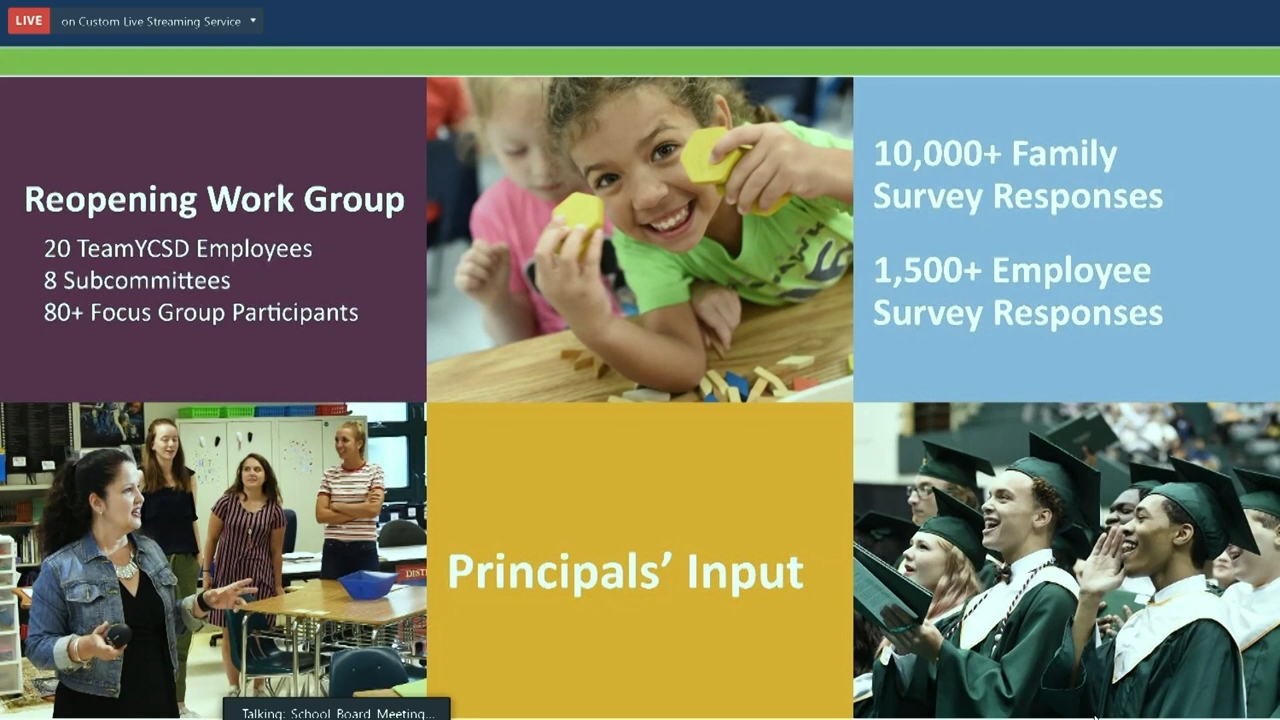 LIVE on Custom Live Streaming Service
Reopening Work Group
20 TeamYCSD Employees
8 Subcommittees
80+ Focus Group Participants
10,000+ Family
Survey Responses
1,500+ Employee
Survey Responses
DIST
Principals' Input
Talking: School Board Meeting...